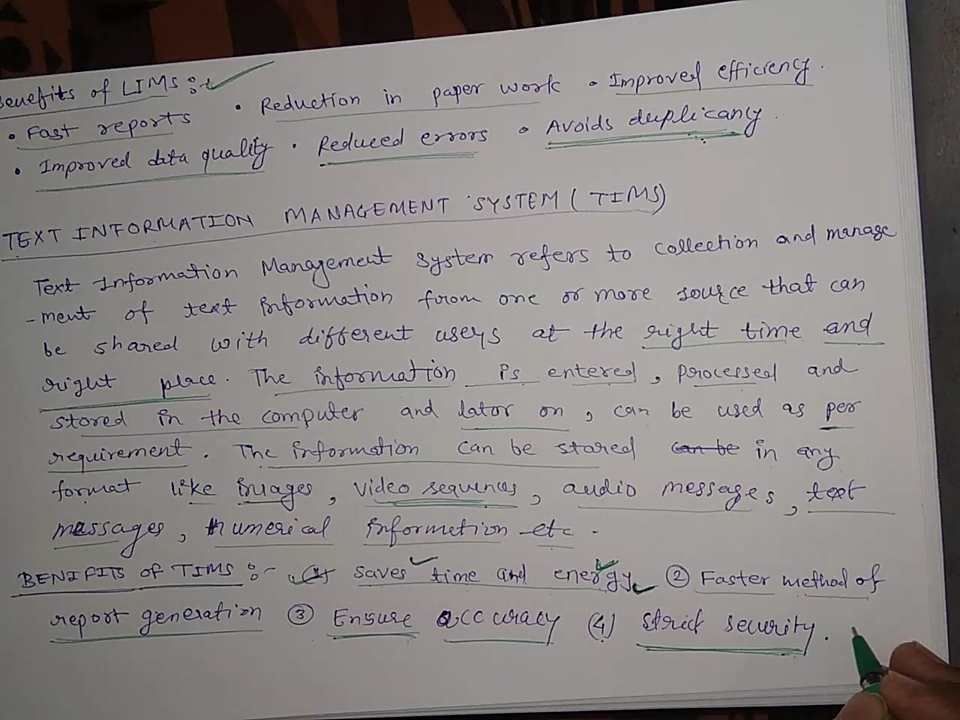 Benefits of LIMS :-
• Fast reports • Reduction in paper work • Improved efficiency.
• Improved data quality • Reduced errors • Avoids duplicany.
TEXT INFORMATION MANAGEMENT SYSTEM (TIMS)
Text Information Management system refers to collection and manage
-ment of text information from one or more source that can
be shared with different users at the right time and
right place. The information is entered, processed and
stored in the computer and lator on, can be used as per
requirement. The information can be stored can be in any
format like images, video sequences, audio messages, text
messages, numerical informetion etc.
BENIFITS of TIMS :- (1) saves time and energy ② Faster method of
report generation ③ Ensure accuracy (4) Strict security.